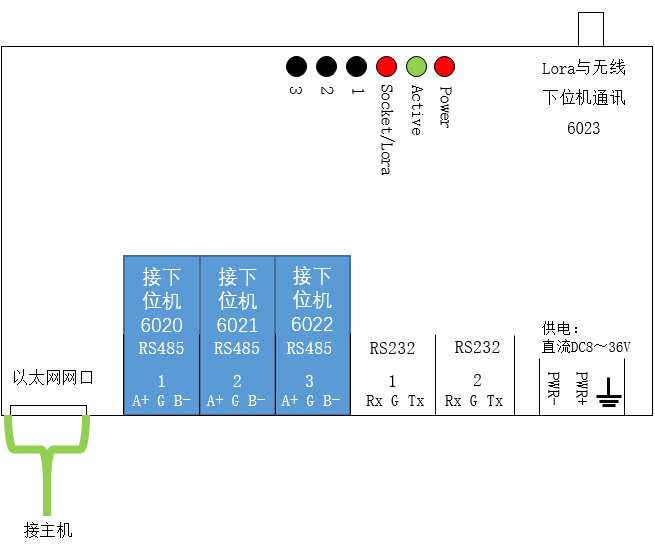 Lora与无线
下位机通讯
6023
3
2
1
Socket/Lora
Active
Power
接下
位机
6020
RS485
1
A+ G B-
接下
位机
6021
RS485
2
A+ G B-
接下
位机
6022
RS485
3
A+ G B-
RS232
1
Rx G Tx
RS232
2
Rx G Tx
供电：
直流DC8～36V
PWR-
PWR+
以太网网口
接主机